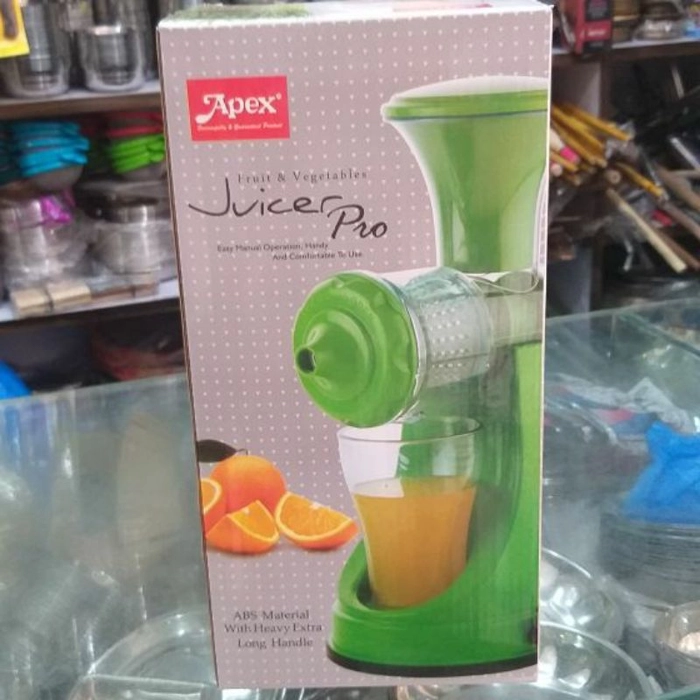 Apex®
Fruit & Vegetables
Juicer
Pro
Easy Manual Operation, Handy
And Comfortable To Use
ABS Material
With Heavy Extra
Long Handle